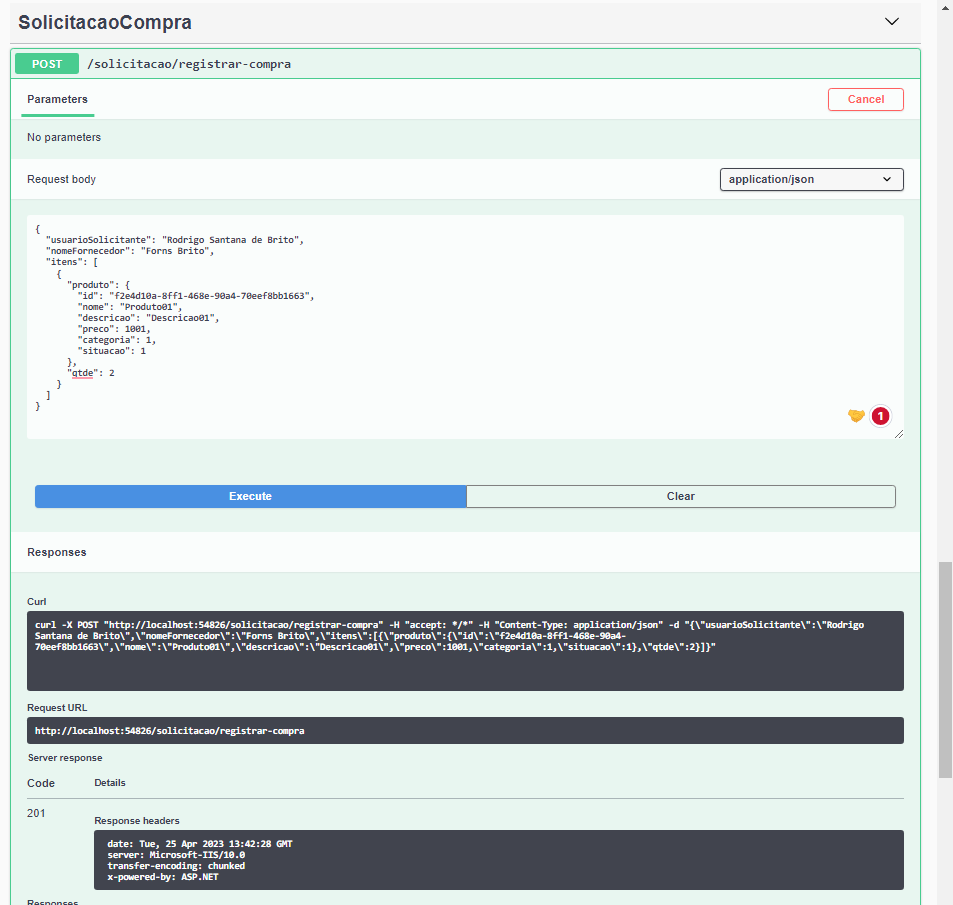 SolicitacaoCompra
POST /solicitacao/registrar-compra
Parameters
Cancel
No parameters
Request body
application/json
{
  "usuarioSolicitante": "Rodrigo Santana de Brito",
  "nomeFornecedor": "Forns Brito",
  "itens": [
    {
      "produto": {
        "id": "f2e4d10a-8ff1-468e-90a4-70eef8bb1663",
        "nome": "Produto01",
        "descricao": "Descricao01",
        "preco": 1001,
        "categoria": 1,
        "situacao": 1
      },
      "qtde": 2
    }
  ]
}
1
Execute
Clear
Responses
Curl
curl -X POST "http://localhost:54826/solicitacao/registrar-compra" -H "accept: */*" -H "Content-Type: application/json" -d "{\"usuarioSolicitante\":\"Rodrigo
Santana de Brito\",\"nomeFornecedor\":\"Forns Brito\",\"itens\":[{\"produto\":{\"id\":\"f2e4d10a-8ff1-468e-90a4-
70eef8bb1663\",\"nome\":\"Produto01\",\"descricao\":\"Descricao01\",\"preco\":1001,\"categoria\":1,\"situacao\":1},\"qtde\":2}]}"
Request URL
http://localhost:54826/solicitacao/registrar-compra
Server response
Code Details
201
Response headers
date: Tue, 25 Apr 2023 13:42:28 GMT
server: Microsoft-IIS/10.0
transfer-encoding: chunked
x-powered-by: ASP.NET
Responses